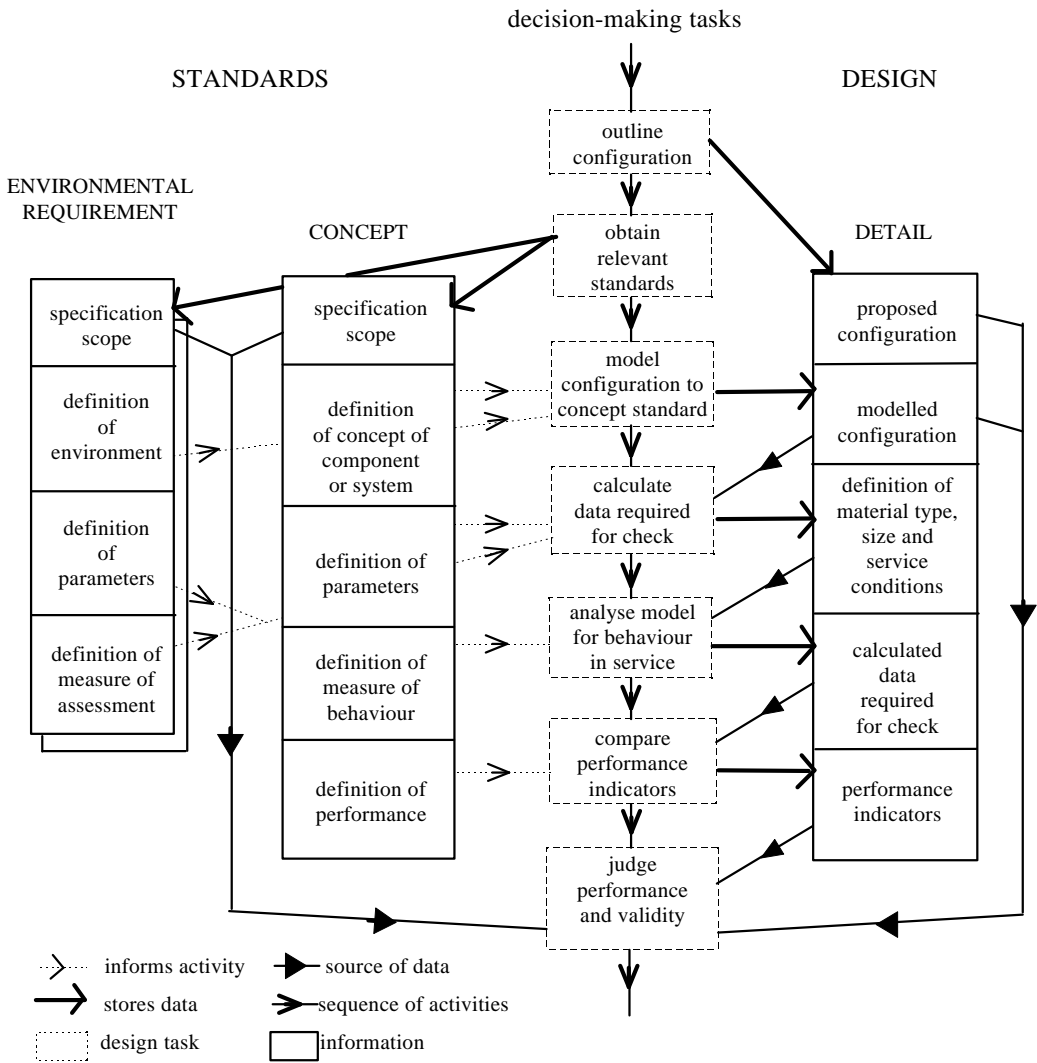 decision-making tasks
STANDARDS
DESIGN
outline
configuration
ENVIRONMENTAL
REQUIREMENT
CONCEPT
obtain
relevant
standards
DETAIL
specification
scope
definition
of
environment
definition
of
parameters
definition of
measure of
assessment
specification
scope
definition
of concept of
component
or system
definition of
parameters
definition of
measure of
behaviour
definition of
performance
model
configuration to
concept standard
calculate
data required
for check
analyse model
for behaviour
in service
compare
performance
indicators
judge
performance
and validity
proposed
configuration
modelled
configuration
definition of
material type,
size and
service
conditions
calculated
data
required
for check
performance
indicators
informs activity
source of data
stores data
sequence of activities
design task
information